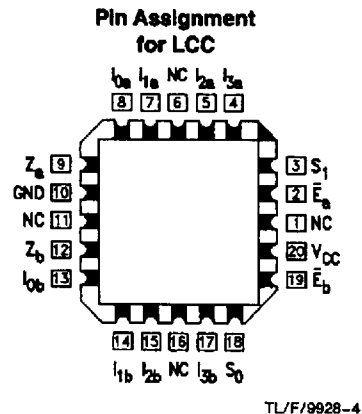 Pin Assignment
for LCC
I0a I1a NC I2a I3a
8 7 6 5 4
Za 9
GND 10
NC 11
Zb 12
I0b 13
3 S1
2 Ēa
1 NC
20 VCC
19 Ēb
14 15 16 17 18
I1b I2b NC I3b S0
TL/F/9928-4